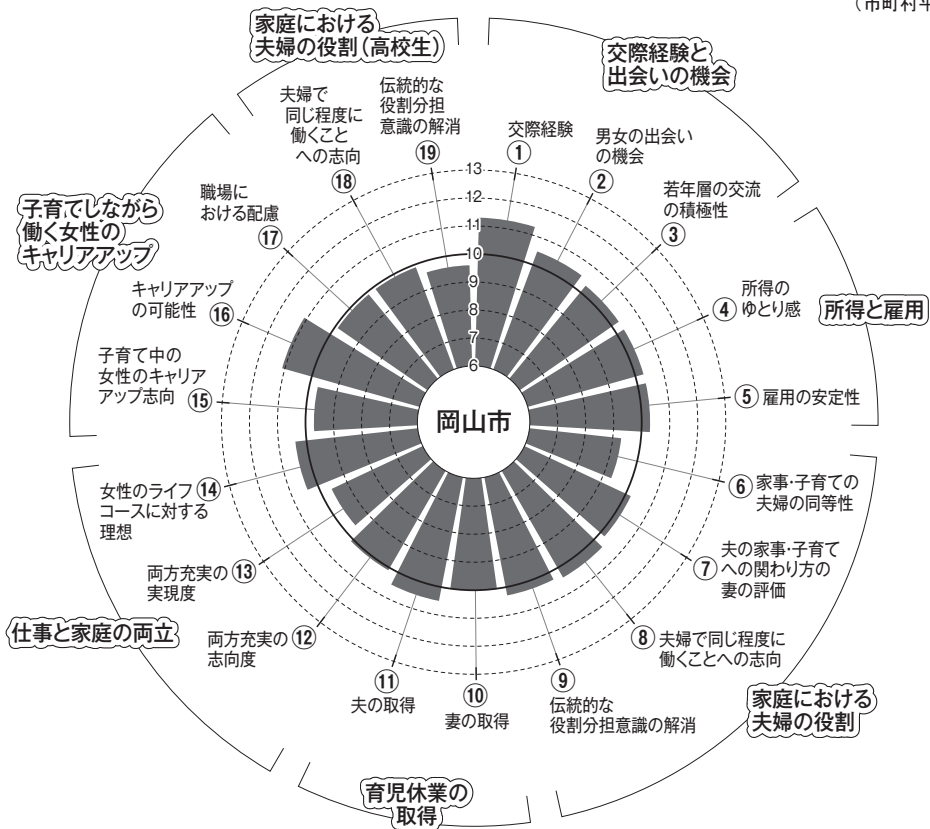 （市町村平
家庭における
夫婦の役割（高校生）
交際経験と
出会いの機会
所得と雇用
家庭における
夫婦の役割
育児休業の
取得
仕事と家庭の両立
子育てしながら
働く女性の
キャリアアップ
交際経験
①
男女の出会い
の機会
②
若年層の交流
の積極性
③
④ 所得の
ゆとり感
⑤ 雇用の安定性
⑥ 家事・子育ての
夫婦の同等性
⑦ 夫の家事・子育て
への関わり方の
妻の評価
⑧ 夫婦で同じ程度に
働くことへの志向
⑨
伝統的な
役割分担意識の解消
⑩
妻の取得
⑪
夫の取得
両方充実の ⑫
志向度
両方充実の ⑬
実現度
女性のライフ ⑭
コースに対する
理想
子育て中の
女性のキャリア
アップ志向 ⑮
キャリアアップ
の可能性 ⑯
職場に
おける配慮
⑰
夫婦で
同じ程度に
働くこと
への志向
⑱
伝統的な
役割分担
意識の解消
⑲
13
12
11
10
9
8
7
6
岡山市